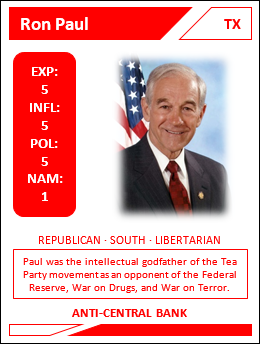 Ron Paul
TX
EXP:
5
INFL:
5
POL:
5
NAM:
1
REPUBLICAN · SOUTH · LIBERTARIAN
Paul was the intellectual godfather of the Tea
Party movement as an opponent of the Federal
Reserve, War on Drugs, and War on Terror.
ANTI-CENTRAL BANK